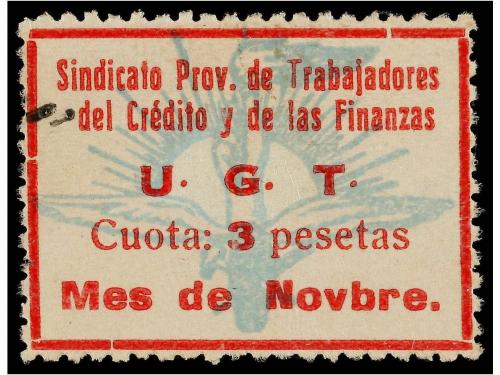 Sindicato Prov. de Trabajadores
del Crédito y de las Finanzas
U. G. T.
Cuota: 3 pesetas
Mes de Novbre.